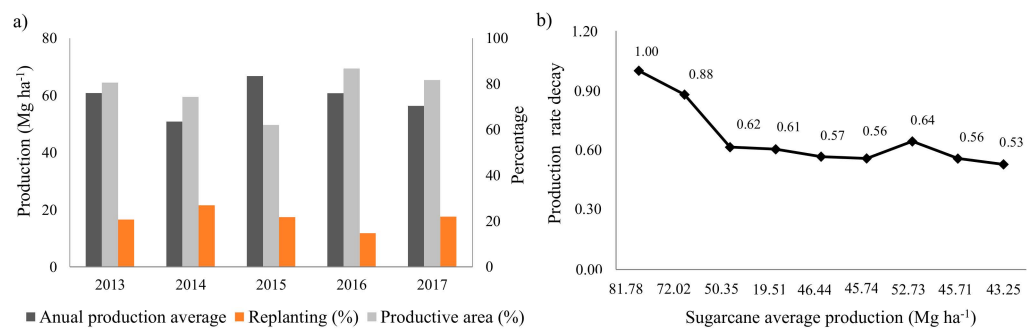 a)
Production (Mg ha⁻¹)
80
60
40
20
0
100
80
60
40
20
0
Percentage
2013 2014 2015 2016 2017
Anual production average Replanting (%) Productive area (%)
b)
Production rate decay
1.20
0.90
0.60
0.30
0.00
1.00
0.88
0.62
0.61
0.57
0.56
0.64
0.56
0.53
81.78 72.02 50.35 19.51 46.44 45.74 52.73 45.71 43.25
Sugarcane average production (Mg ha⁻¹)